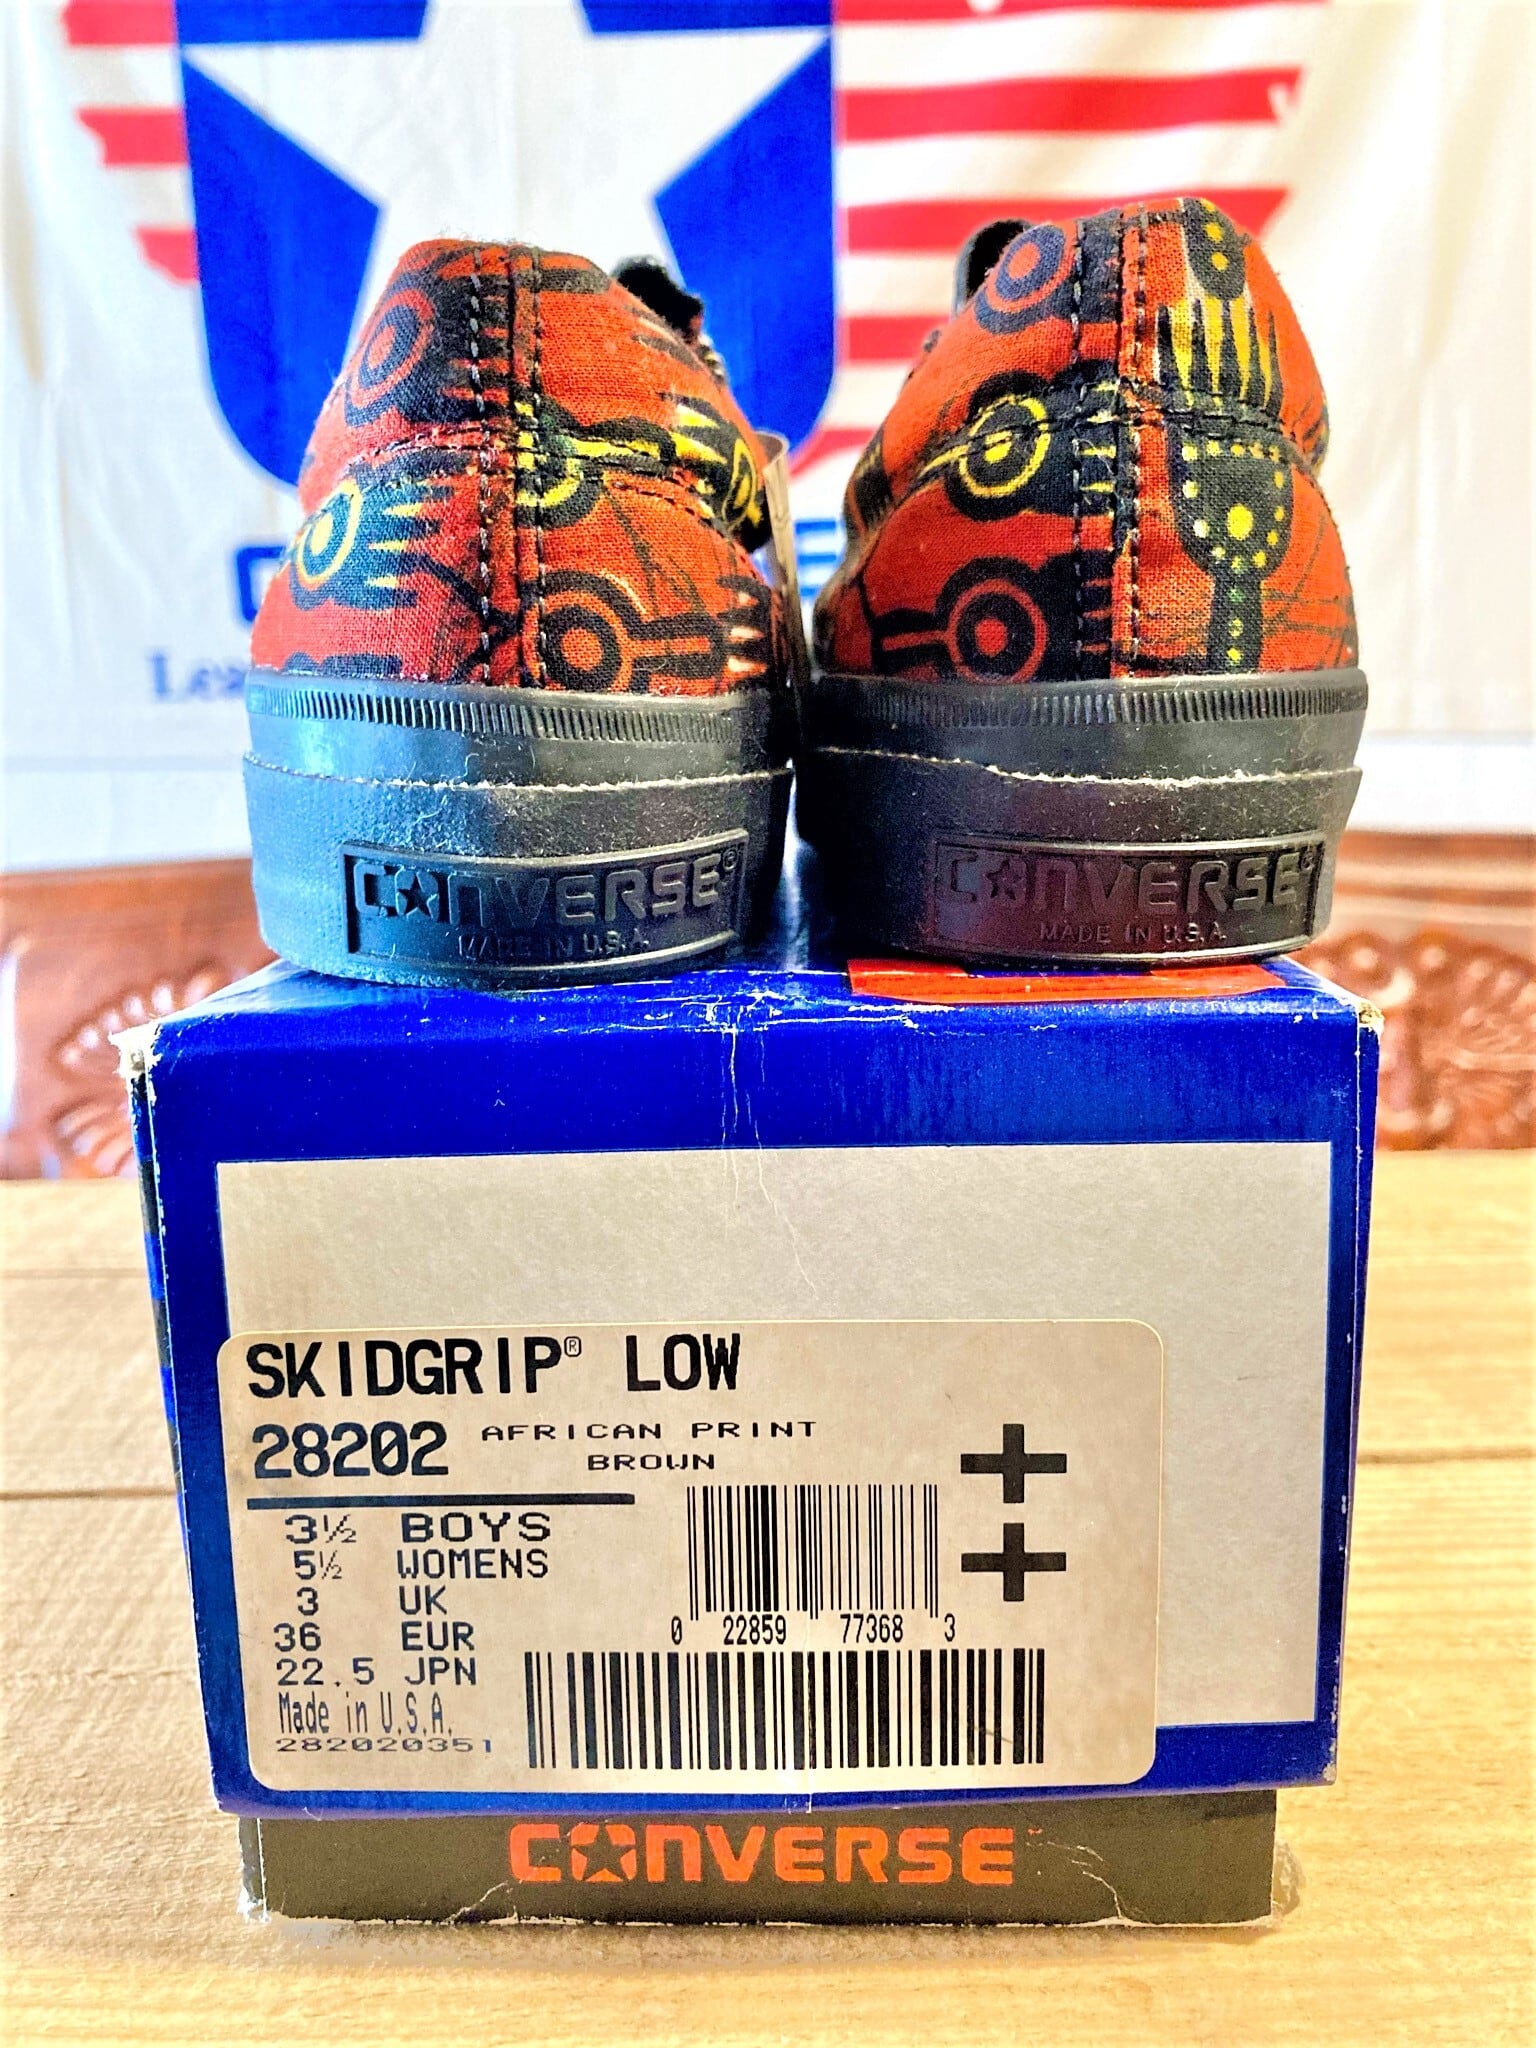 Lea
CONVERSE®
MADE IN U.S.A.
CONVERSE®
MADE IN U.S.A.
SKIDGRIP® LOW
28202 AFRICAN PRINT
BROWN
3½ BOYS
5½ WOMENS
3 UK
36 EUR
22.5 JPN
Made in U.S.A.
282020351
0 22859 77368 3
CONVERSE